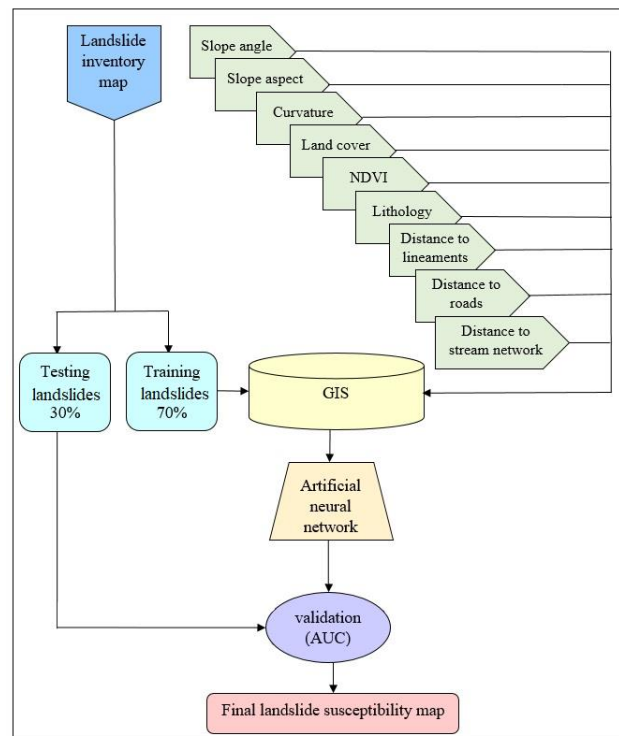 Landslide
inventory
map
Slope angle
Slope aspect
Curvature
Land cover
NDVI
Lithology
Distance to
lineaments
Distance to
roads
Distance to
stream network
Testing
landslides
30%
Training
landslides
70%
GIS
Artificial
neural
network
validation
(AUC)
Final landslide susceptibility map